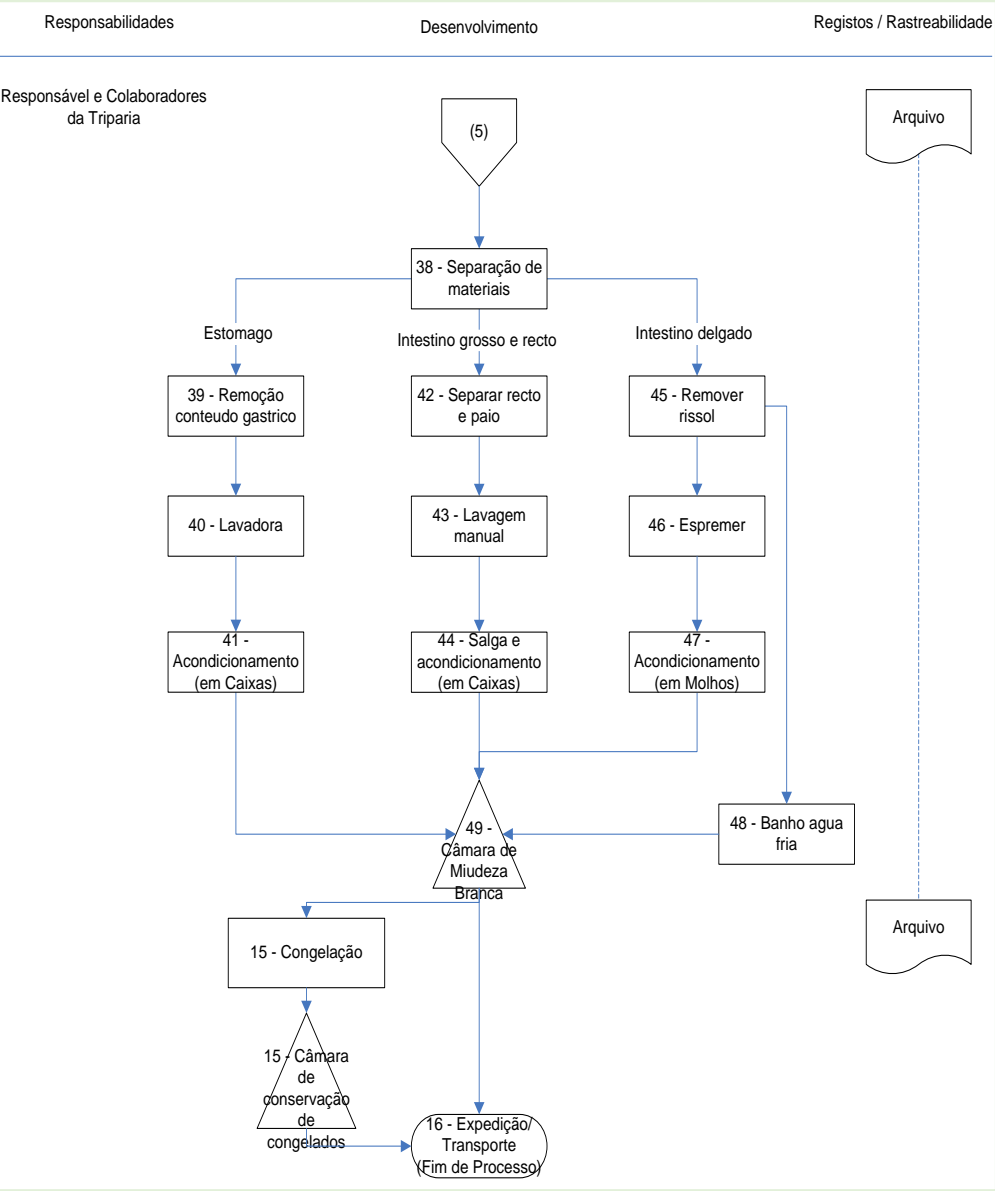 Responsabilidades
Desenvolvimento
Registos / Rastreabilidade
Responsável e Colaboradores
da Triparia
(5)
Arquivo
38 - Separação de
materiais
Estomago
Intestino grosso e recto
Intestino delgado
39 - Remoção
conteudo gastrico
42 - Separar recto
e paio
45 - Remover
rissol
40 - Lavadora
43 - Lavagem
manual
46 - Espremer
41 -
Acondicionamento
(em Caixas)
44 - Salga e
acondicionamento
(em Caixas)
47 -
Acondicionamento
(em Molhos)
48 - Banho agua
fria
49 -
Câmara de
Miudeza
Branca
Arquivo
15 - Congelação
15 - Câmara
de
conservação
de
congelados
16 - Expedição/
Transporte
(Fim de Processo)